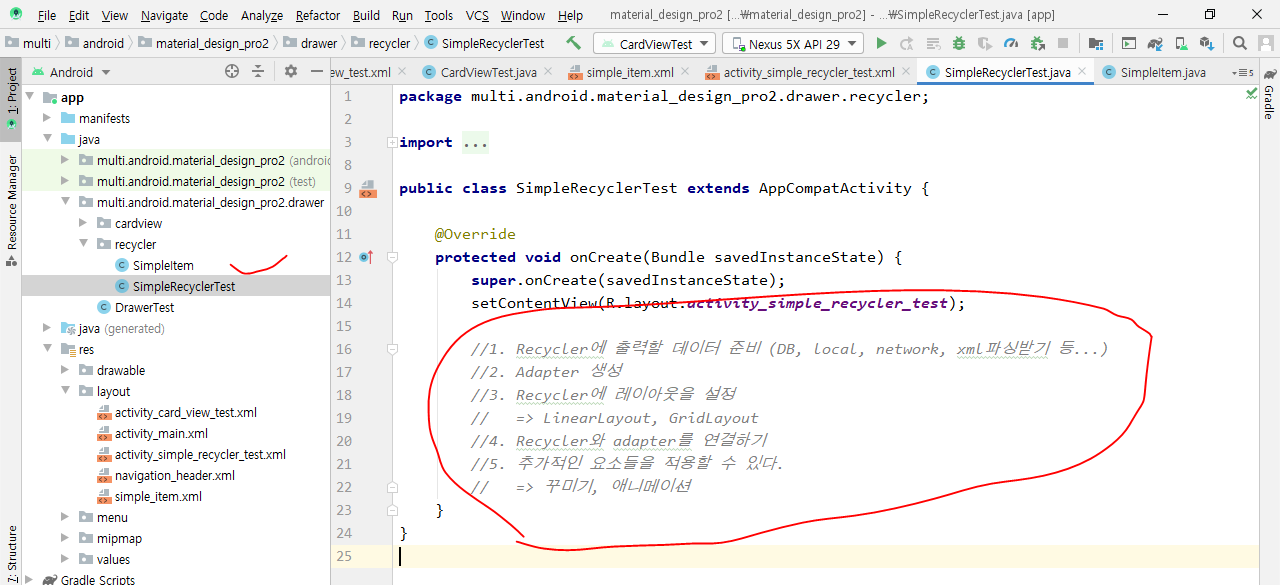 File Edit View Navigate Code Analyze Refactor Build Run Tools VCS Window Help material_design_pro2 [...₩material_design_pro2] - ...₩SimpleRecyclerTest.java [app]
multi android material_design_pro2 drawer recycler SimpleRecyclerTest CardViewTest Nexus 5X API 29
Android
ew_test.xml CardViewTest.java simple_item.xml activity_simple_recycler_test.xml SimpleRecyclerTest.java SimpleItem.java 5
1: Project
Resource Manager
Z: Structure
app
manifests
java
multi.android.material_design_pro2 (androic
multi.android.material_design_pro2 (test)
multi.android.material_design_pro2.drawer
cardview
recycler
SimpleItem
SimpleRecyclerTest
DrawerTest
java (generated)
res
drawable
layout
activity_card_view_test.xml
activity_main.xml
activity_simple_recycler_test.xml
navigation_header.xml
simple_item.xml
menu
mipmap
values
Gradle Scripts
1 package multi.android.material_design_pro2.drawer.recycler;
2
3 import ...
8
9 public class SimpleRecyclerTest extends AppCompatActivity {
10
11 @Override
12 protected void onCreate(Bundle savedInstanceState) {
13 super.onCreate(savedInstanceState);
14 setContentView(R.layout.activity_simple_recycler_test);
15
16 //1. Recycler에 출력할 데이터 준비 (DB, local, network, xml파싱받기 등...)
17 //2. Adapter 생성
18 //3. Recycler에 레이아웃을 설정
19 // => LinearLayout, GridLayout
20 //4. Recycler와 adapter를 연결하기
21 //5. 추가적인 요소들을 적용할 수 있다.
22 // => 꾸미기, 애니메이션
23 }
24 }
25
Gradle